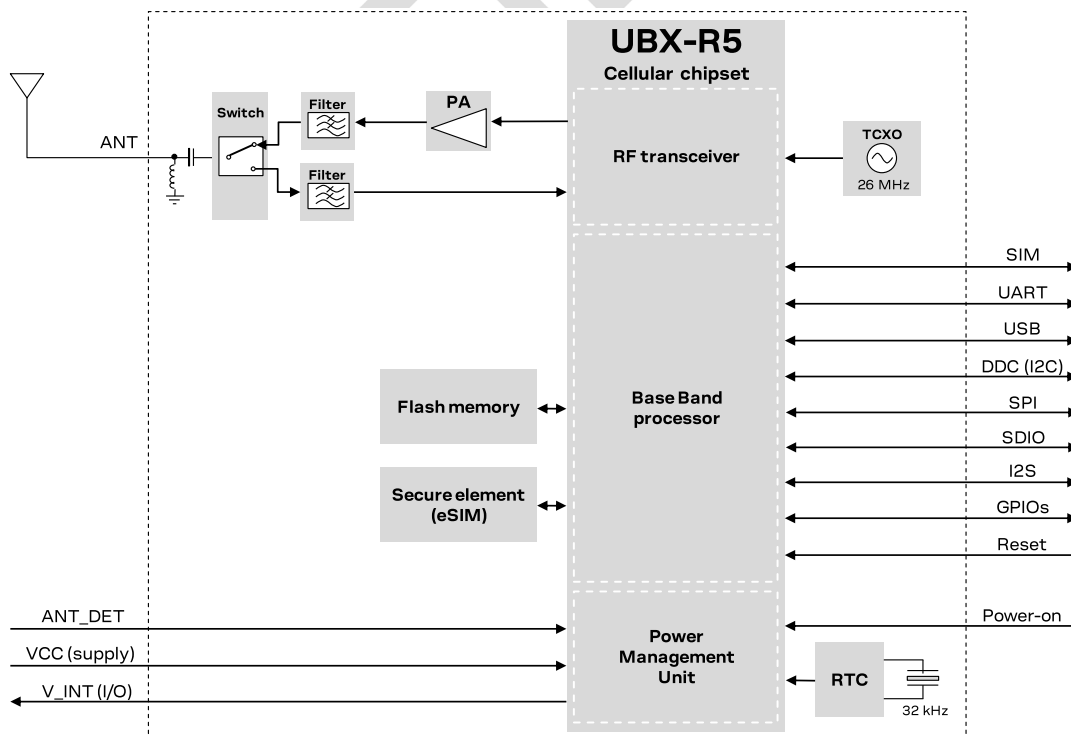 UBX-R5
Cellular chipset
Switch
Filter
PA
ANT
RF transceiver
TCXO
26 MHz
Filter
SIM
UART
USB
DDC (I2C)
Flash memory
Base Band
processor
SPI
SDIO
I2S
Secure element
(eSIM)
GPIOs
Reset
ANT_DET
Power-on
VCC (supply)
Power
Management
Unit
RTC
V_INT (I/O)
32 kHz